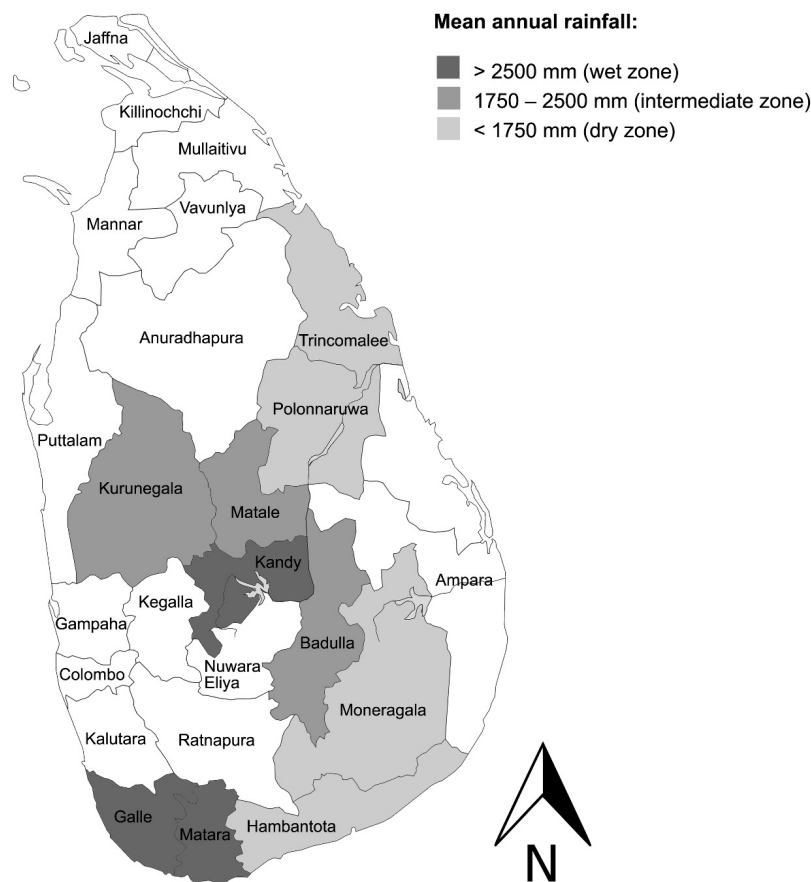 Mean annual rainfall:
> 2500 mm (wet zone)
1750 – 2500 mm (intermediate zone)
< 1750 mm (dry zone)
Jaffna
Killinochchi
Mullaitivu
Vavunlya
Mannar
Anuradhapura
Trincomalee
Polonnaruwa
Puttalam
Kurunegala
Matale
Kandy
Ampara
Kegalla
Gampaha
Badulla
Nuwara
Eliya
Colombo
Moneragala
Kalutara
Ratnapura
Galle
Matara
Hambantota
N